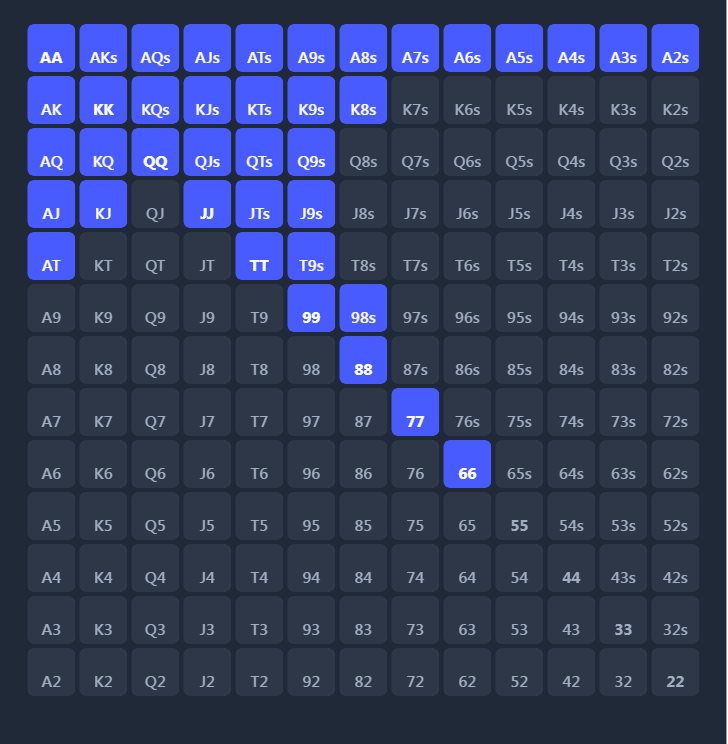 AA AKs AQs AJs ATs A9s A8s A7s A6s A5s A4s A3s A2s
AK KK KQs KJs KTs K9s K8s K7s K6s K5s K4s K3s K2s
AQ KQ QQ QJs QTs Q9s Q8s Q7s Q6s Q5s Q4s Q3s Q2s
AJ KJ QJ JJ JTs J9s J8s J7s J6s J5s J4s J3s J2s
AT KT QT JT TT T9s T8s T7s T6s T5s T4s T3s T2s
A9 K9 Q9 J9 T9 99 98s 97s 96s 95s 94s 93s 92s
A8 K8 Q8 J8 T8 98 88 87s 86s 85s 84s 83s 82s
A7 K7 Q7 J7 T7 97 87 77 76s 75s 74s 73s 72s
A6 K6 Q6 J6 T6 96 86 76 66 65s 64s 63s 62s
A5 K5 Q5 J5 T5 95 85 75 65 55 54s 53s 52s
A4 K4 Q4 J4 T4 94 84 74 64 54 44 43s 42s
A3 K3 Q3 J3 T3 93 83 73 63 53 43 33 32s
A2 K2 Q2 J2 T2 92 82 72 62 52 42 32 22